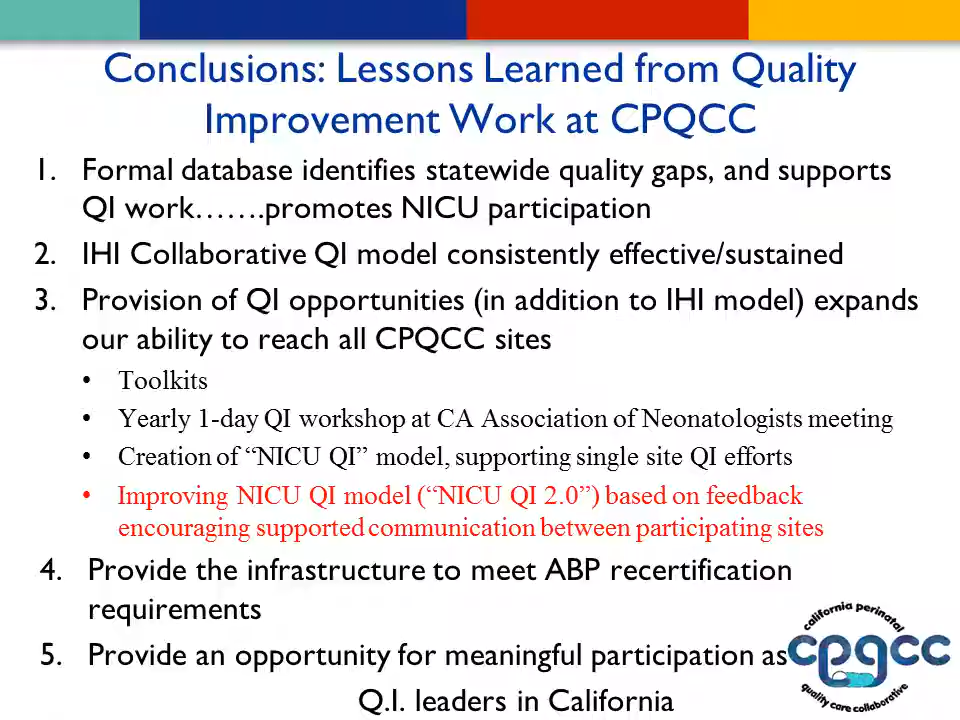 Conclusions: Lessons Learned from Quality
Improvement Work at CPQCC
1. Formal database identifies statewide quality gaps, and supports
QI work…….promotes NICU participation
2. IHI Collaborative QI model consistently effective/sustained
3. Provision of QI opportunities (in addition to IHI model) expands
our ability to reach all CPQCC sites
• Toolkits
• Yearly 1-day QI workshop at CA Association of Neonatologists meeting
• Creation of “NICU QI” model, supporting single site QI efforts
• Improving NICU QI model (“NICU QI 2.0”) based on feedback
encouraging supported communication between participating sites
4. Provide the infrastructure to meet ABP recertification
requirements
5. Provide an opportunity for meaningful participation as
Q.I. leaders in California
california perinatal
cpqcc
quality care collaborative